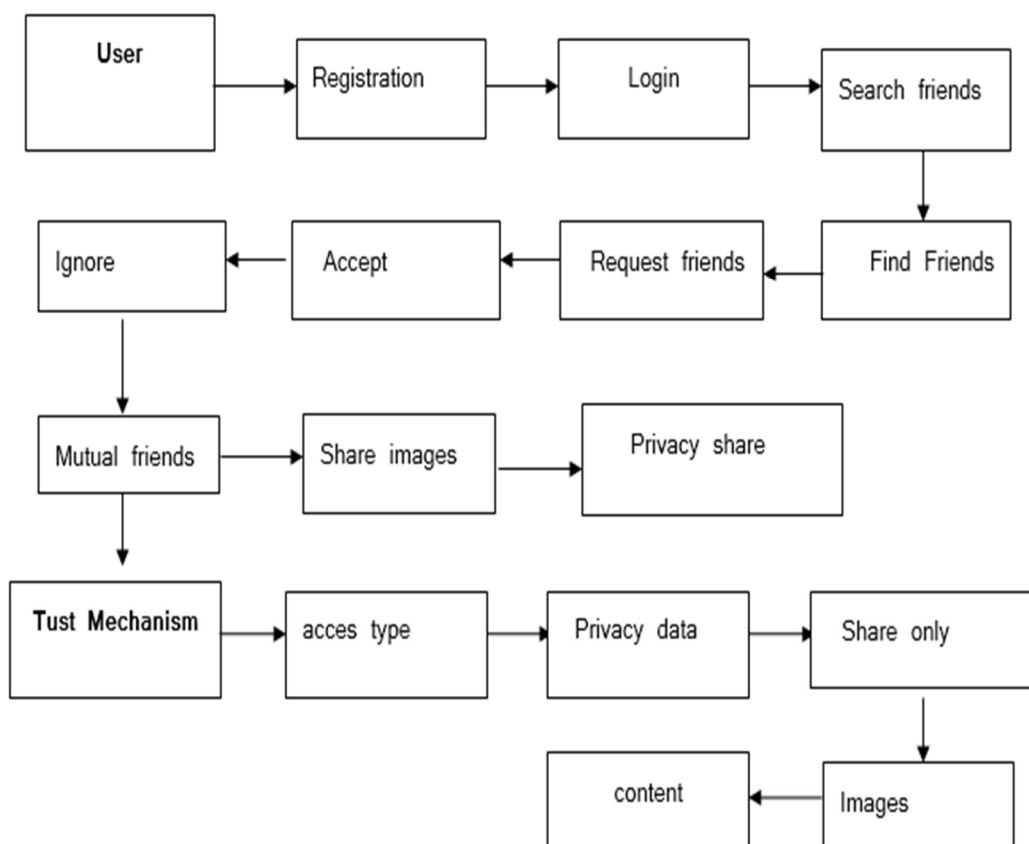 User
Registration
Login
Search friends
Ignore
Accept
Request friends
Find Friends
Mutual friends
Share images
Privacy share
Tust Mechanism
acces type
Privacy data
Share only
content
Images